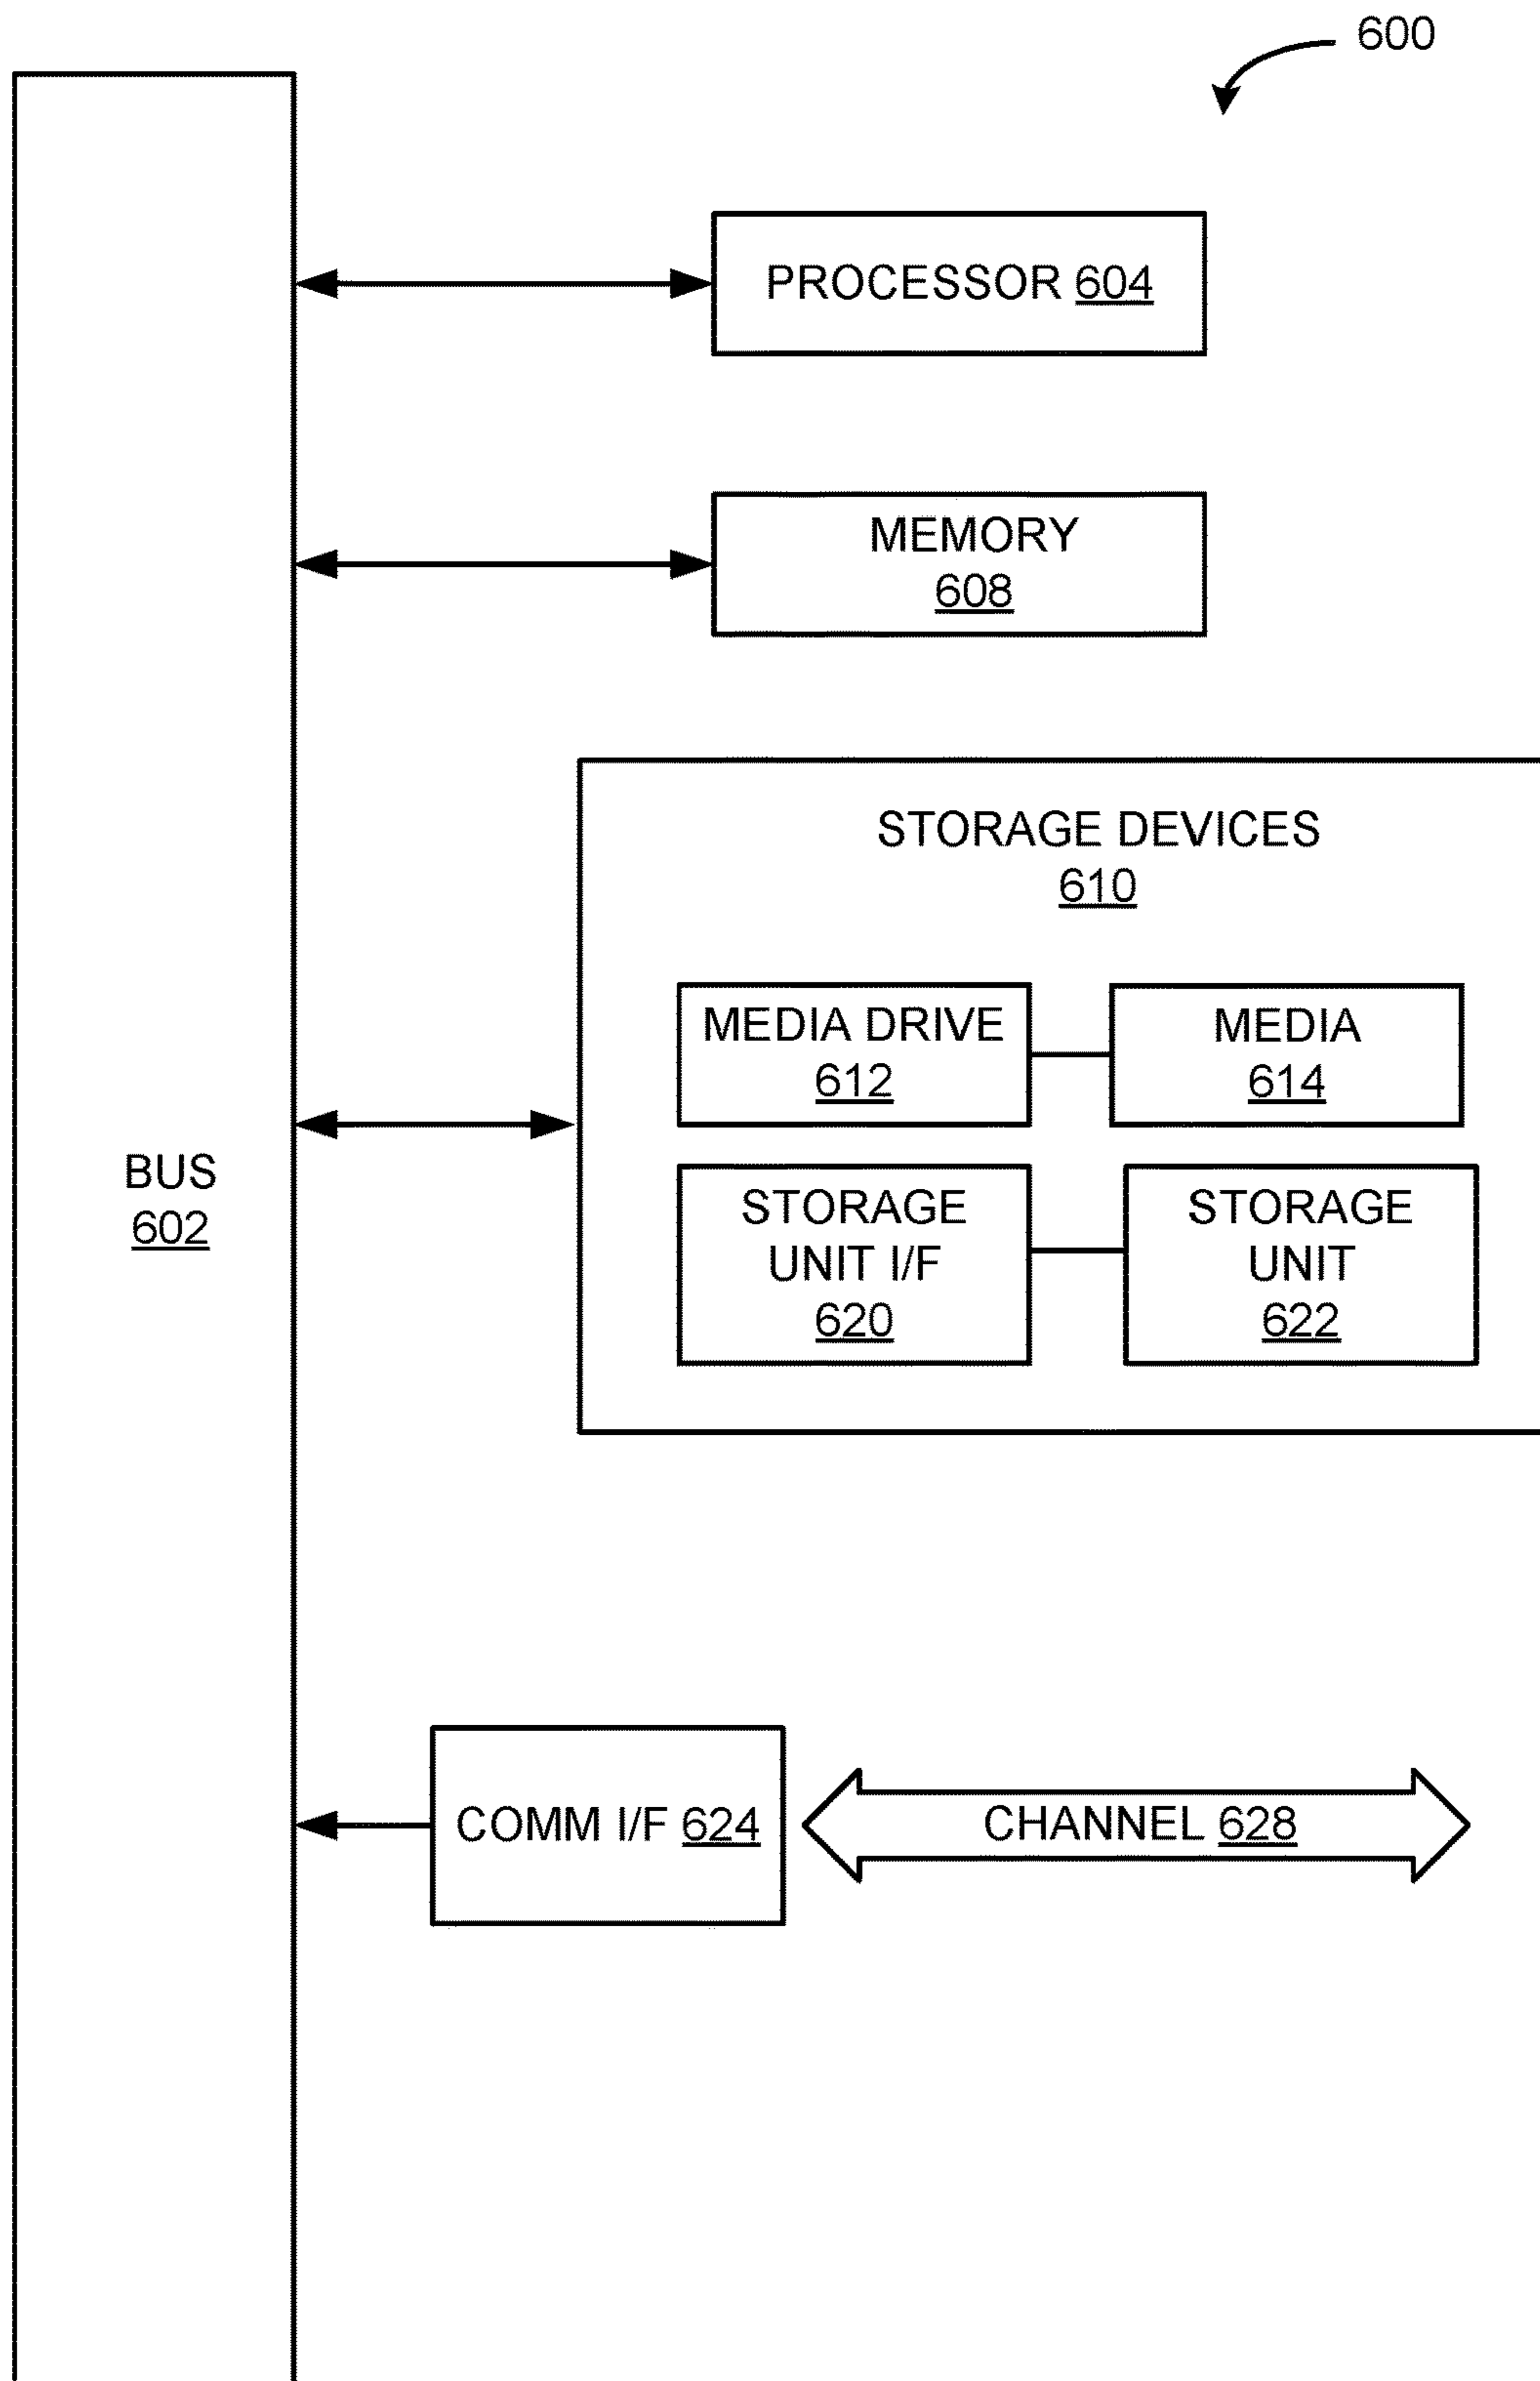 600
PROCESSOR 604
MEMORY
608
STORAGE DEVICES
610
MEDIA DRIVE
612
MEDIA
614
BUS
602
STORAGE
UNIT I/F
620
STORAGE
UNIT
622
COMM I/F 624
CHANNEL 628